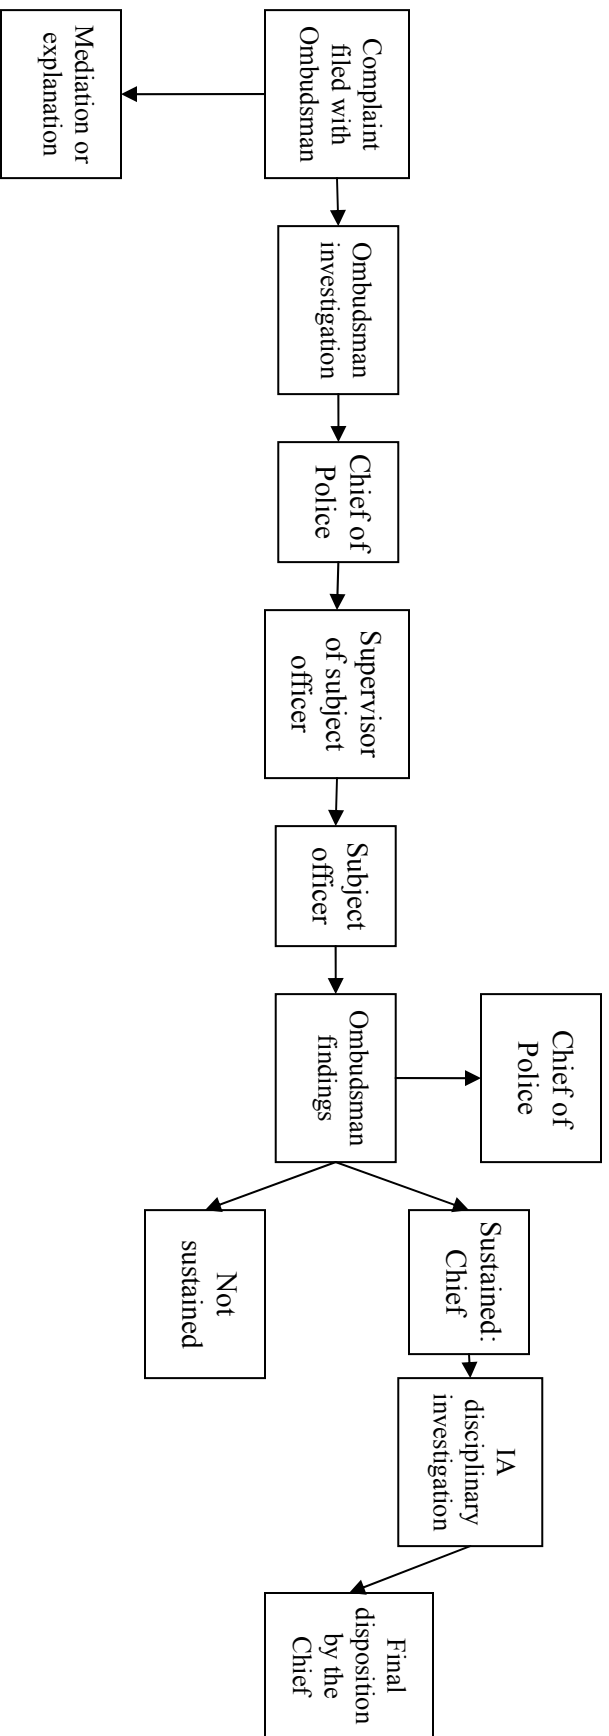 Complaint
filed with
Ombudsman
Mediation or
explanation
Ombudsman
investigation
Chief of
Police
Supervisor
of subject
officer
Subject
officer
Ombudsman
findings
Chief of
Police
Sustained:
Chief
Not
sustained
IA
disciplinary
investigation
Final
disposition
by the
Chief